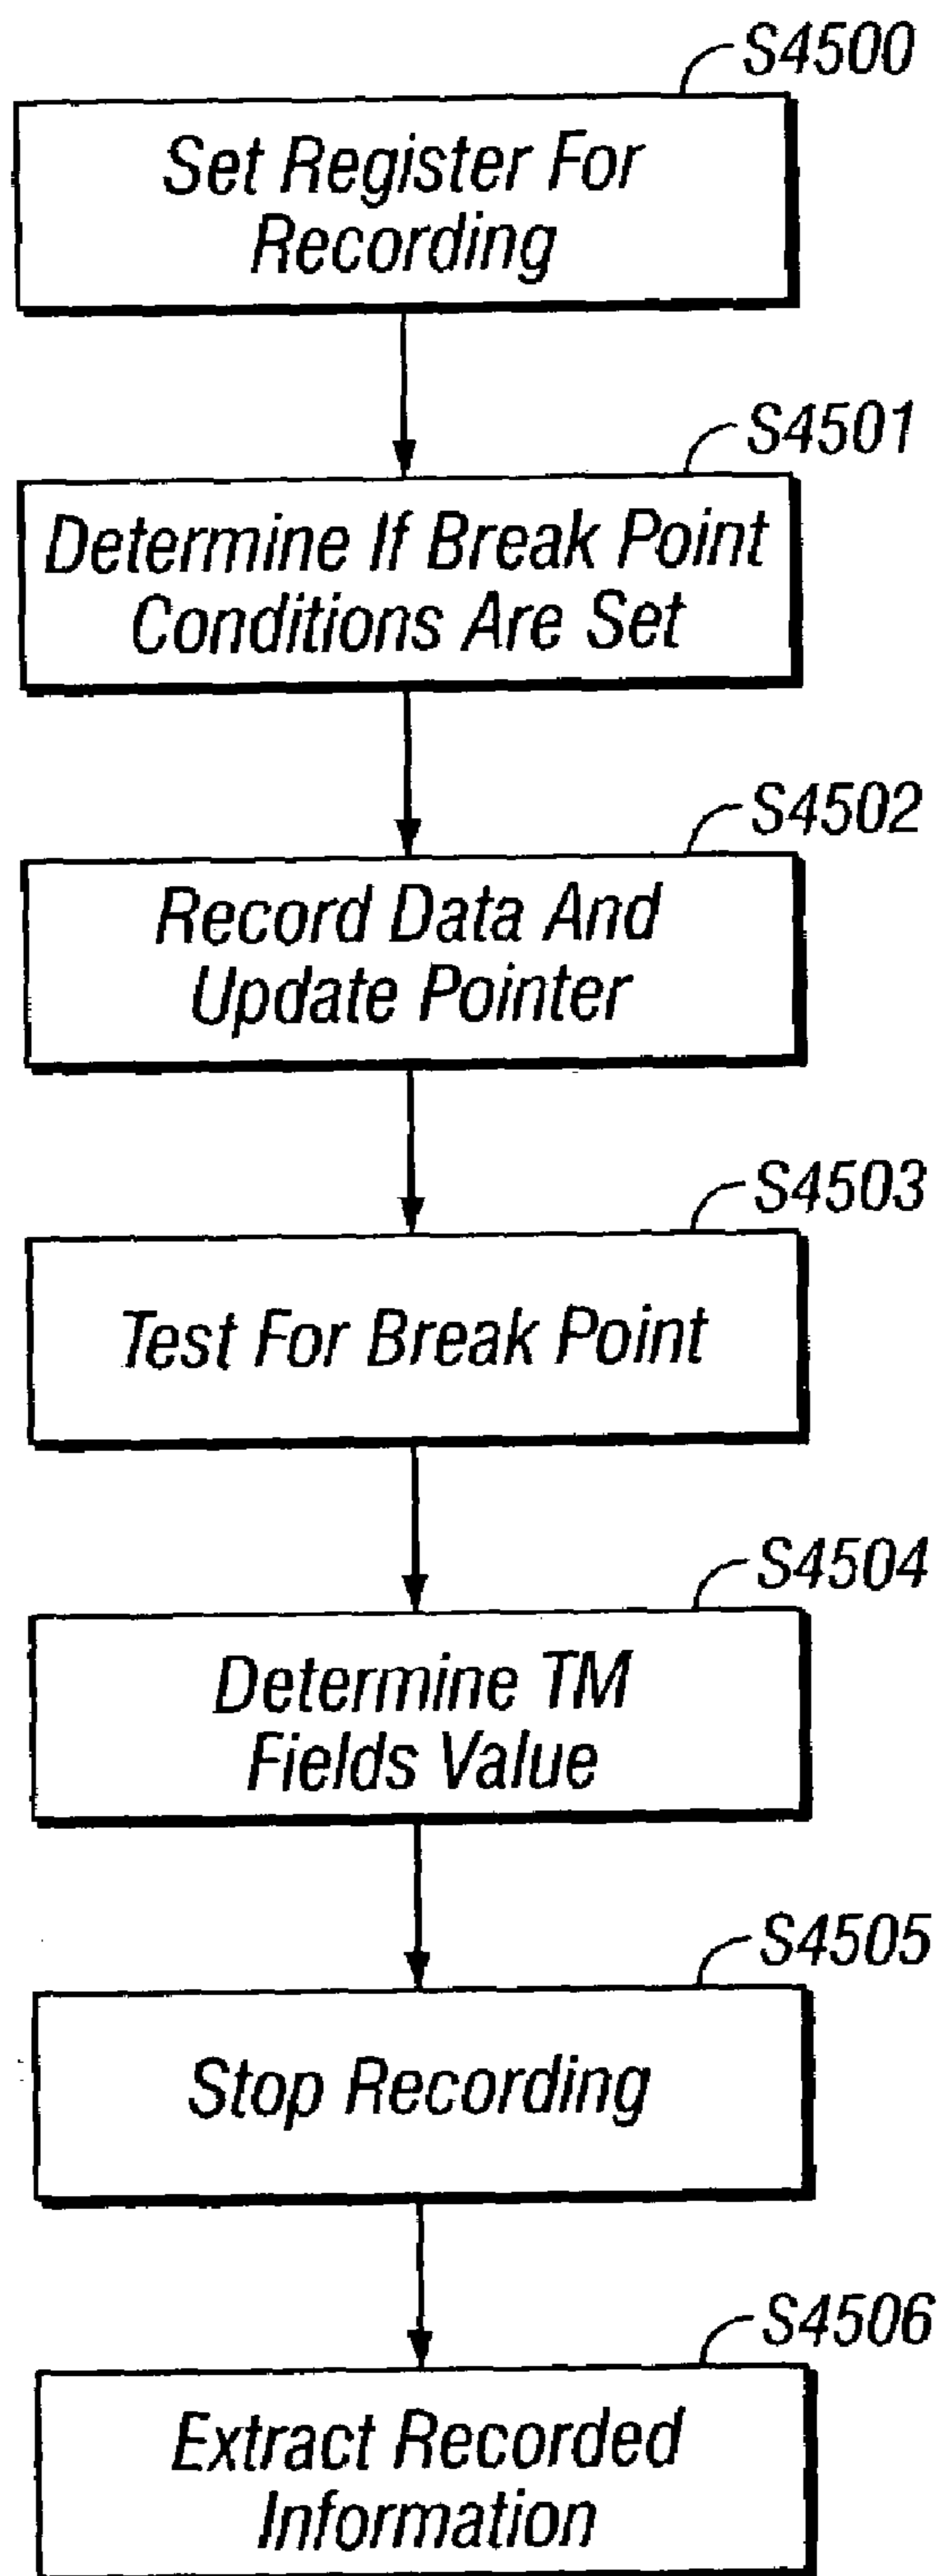 S4500
Set Register For
Recording
S4501
Determine If Break Point
Conditions Are Set
S4502
Record Data And
Update Pointer
S4503
Test For Break Point
S4504
Determine TM
Fields Value
S4505
Stop Recording
S4506
Extract Recorded
Information